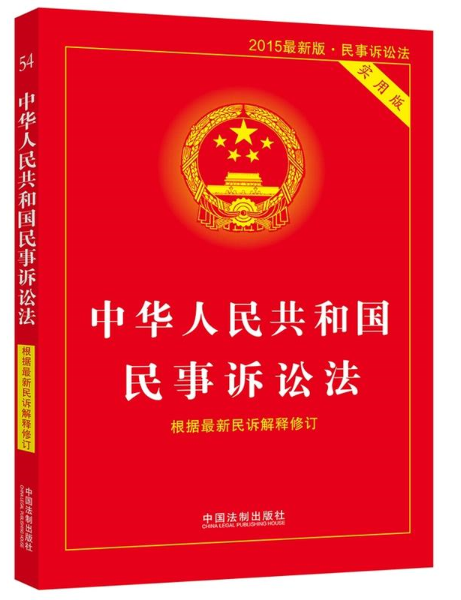 2015最新版·民事诉讼法
实用版
中华人民共和国
民事诉讼法
根据最新民诉解释修订
中国法制出版社
CHINA LEGAL PUBLISHING HOUSE
54
中华人民共和国民事诉讼法
根据最新民诉解释修订
中国法制出版社
CHINA LEGAL PUBLISHING HOUSE